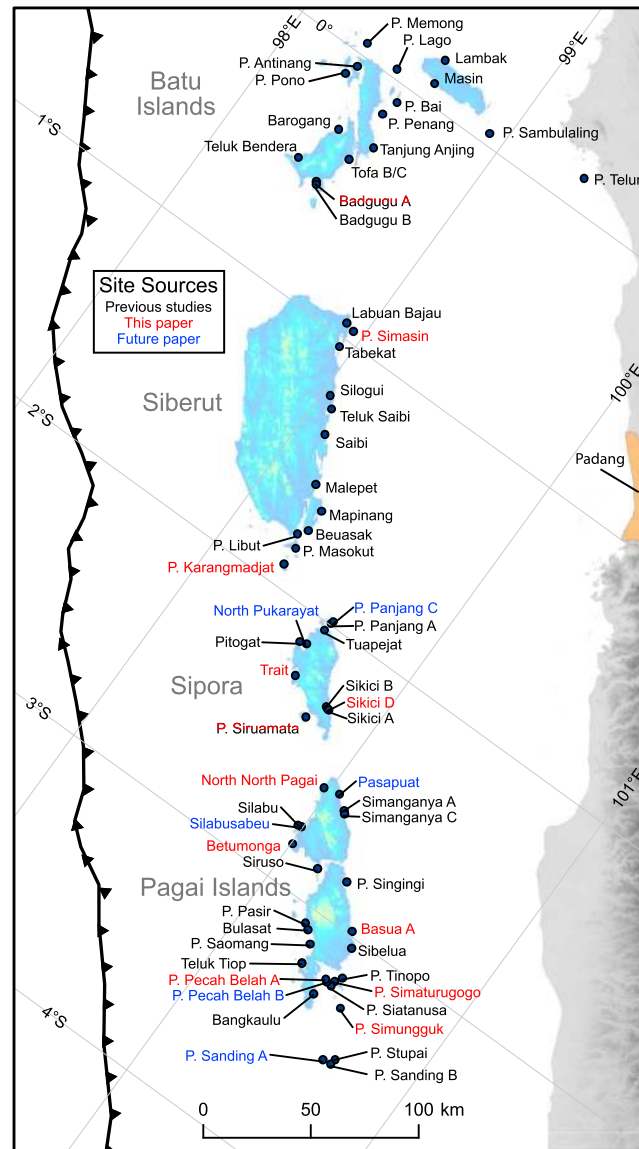 98°E
0°
99°E
P. Memong
P. Lago
P. Antinang
P. Pono
Lambak
Masin
Batu
Islands
1°S
P. Bai
P. Penang
Barogang
P. Sambulaling
Teluk Bendera
Tanjung Anjing
Tofa B/C
P. Telur
Badgugu A
Badgugu B
Site Sources
Previous studies
This paper
Future paper
Labuan Bajau
P. Simasin
Tabekat
100°E
Siberut
2°S
Silogui
Teluk Saibi
Saibi
Padang
Malepet
Mapinang
Beuasak
P. Libut
P. Masokut
P. Karangmadjat
North Pukarayat
P. Panjang C
P. Panjang A
Pitogat
Tuapejat
Trait
Sipora
Sikici B
Sikici D
Sikici A
3°S
P. Siruamata
101°E
North North Pagai
Pasapuat
Silabu
Simanganya A
Simanganya C
Silabusabeu
Betumonga
Siruso
Pagai Islands
P. Singingi
P. Pasir
Bulasat
Basua A
P. Saomang
Sibelua
Teluk Tiop
P. Tinopo
P. Pecah Belah A
P. Simaturugogo
P. Pecah Belah B
P. Siatanusa
Bangkaulu
P. Simungguk
4°S
P. Sanding A
P. Stupai
P. Sanding B
0 50 100 km